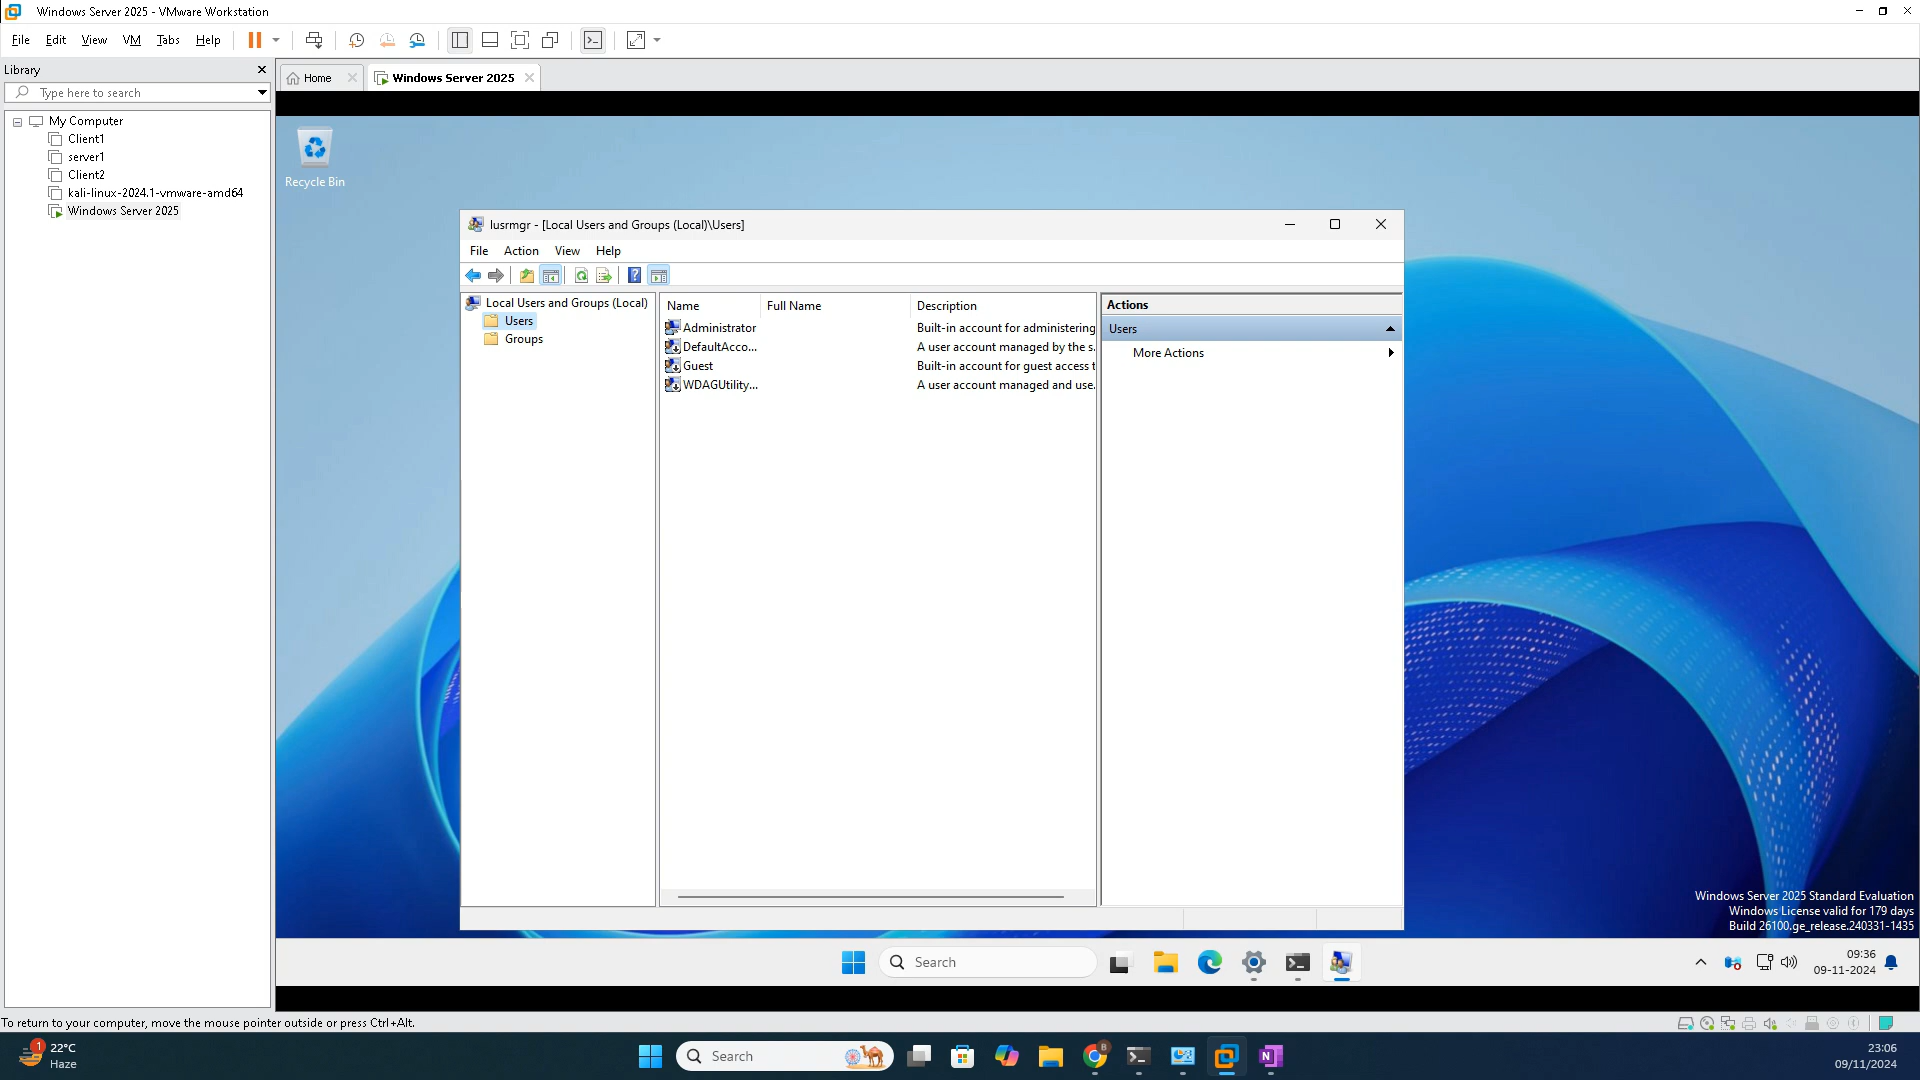 Windows Server 2025 - VMware Workstation
File Edit View VM Tabs Help
Library
Type here to search
My Computer
Client1
server1
Client2
kali-linux-2024.1-vmware-amd64
Windows Server 2025
Home
Windows Server 2025
Recycle Bin
lusrmgr - [Local Users and Groups (Local)\Users]
File Action View Help
Local Users and Groups (Local)
Users
Groups
Name Full Name Description
Administrator Built-in account for administering
DefaultAcco... A user account managed by the s.
Guest Built-in account for guest access t
WDAGUtility... A user account managed and use.
Actions
Users
More Actions
Windows Server 2025 Standard Evaluation
Windows License valid for 179 days
Build 26100.ge_release.240331-1435
Search
09:36
09-11-2024
To return to your computer, move the mouse pointer outside or press Ctrl+Alt.
1
22°C
Haze
Search
B
N
23:06
09/11/2024